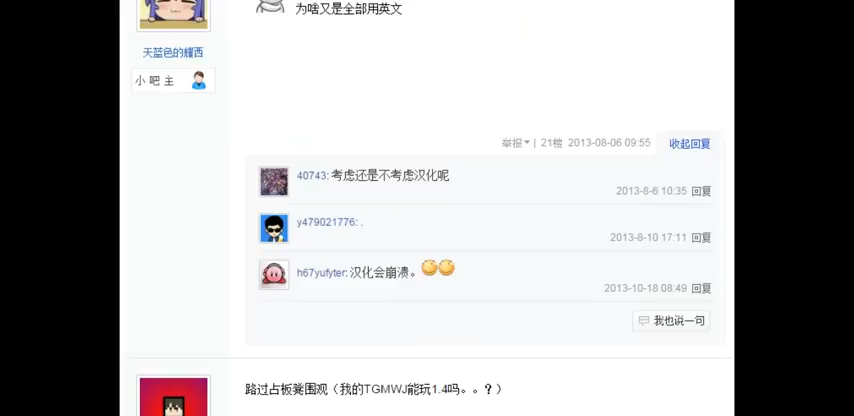 为啥又是全部用英文
天蓝色的耀西
小吧主
举报 | 21楼 2013-08-06 09:55 收起回复
40743: 考虑还是不考虑汉化呢
2013-8-6 10:35 回复
y479021776: .
2013-8-10 17:11 回复
h67yufyter: 汉化会崩溃。
2013-10-18 08:49 回复
我也说一句
路过占板凳围观（我的TGMWJ能玩1.4吗。。？）